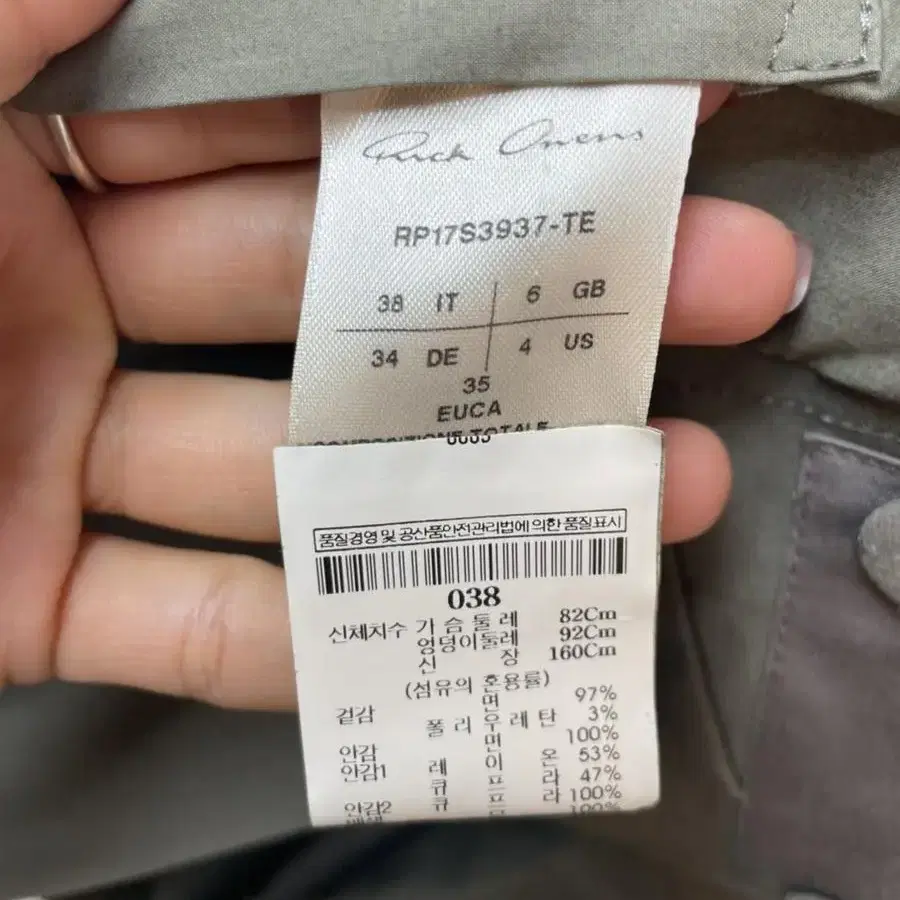 Rick Owens
RP17S3937-TE
38 IT 6 GB
34 DE 4 US
35
EUCA
품질경영 및 공산품안전관리법에 의한 품질표시
038
신체치수 가 슴 둘 레 82Cm
엉덩이둘레 92Cm
신 장 160Cm
(섬유의 혼용률)
겉감 면 97%
폴 리 우 레 탄 3%
안감 면 100%
안감1 레 이 온 53%
큐 프 라 47%
안감2 큐 프 라 100%